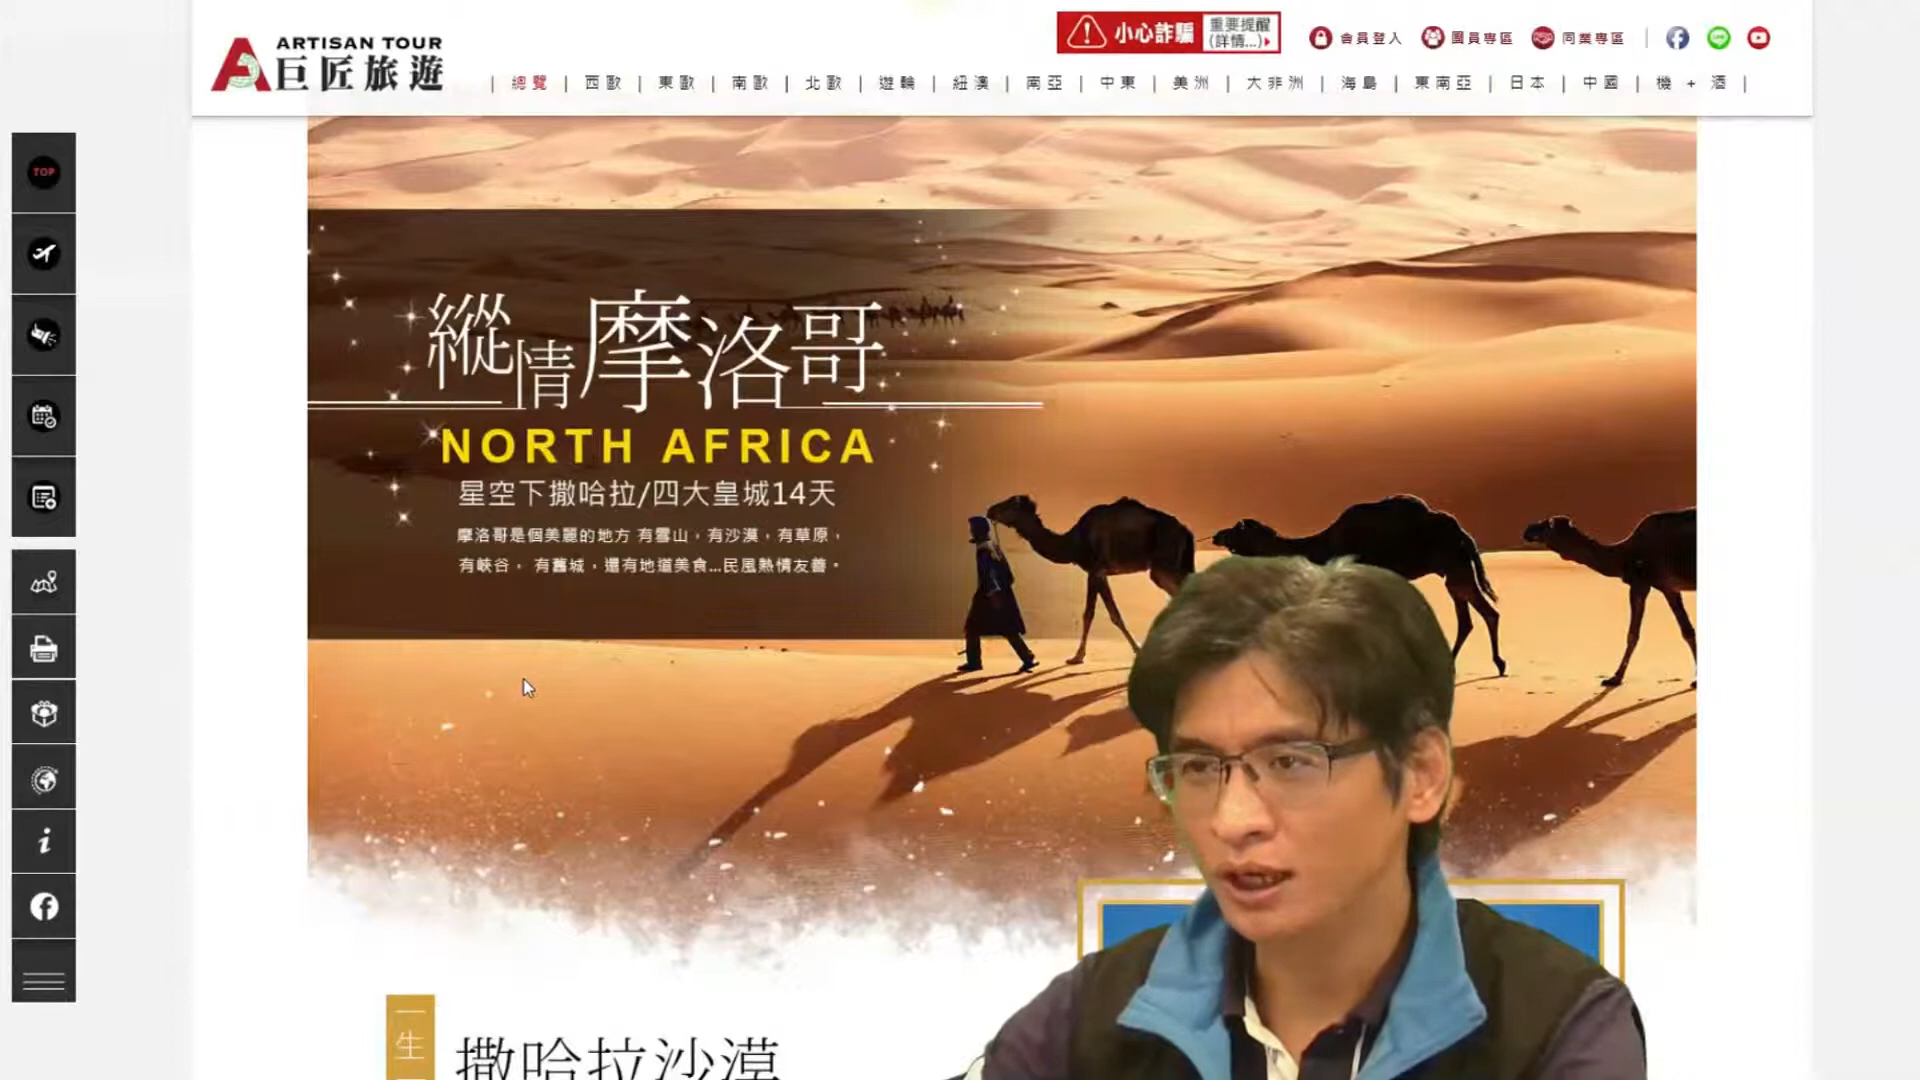 ARTISAN TOUR
巨匠旅遊
小心詐騙 重要提醒 (詳情...)
會員登入 團員專區 同業專區
| 總覽 | 西歐 | 東歐 | 南歐 | 北歐 | 遊輪 | 紐澳 | 南亞 | 中東 | 美洲 | 大非洲 | 海島 | 東南亞 | 日本 | 中國 | 機 + 酒 |
TOP
縱情摩洛哥
NORTH AFRICA
星空下撒哈拉/四大皇城14天
摩洛哥是個美麗的地方 有雪山，有沙漠，有草原，
有峽谷， 有舊城，還有地道美食...民風熱情友善。
一生
撒哈拉沙漠